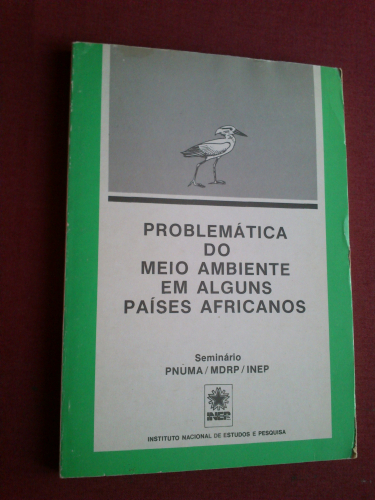 PROBLEMÁTICA
DO
MEIO AMBIENTE
EM ALGUNS
PAÍSES AFRICANOS
Seminário
PNUMA/MDRP/INEP
INEP
INSTITUTO NACIONAL DE ESTUDOS E PESQUISA